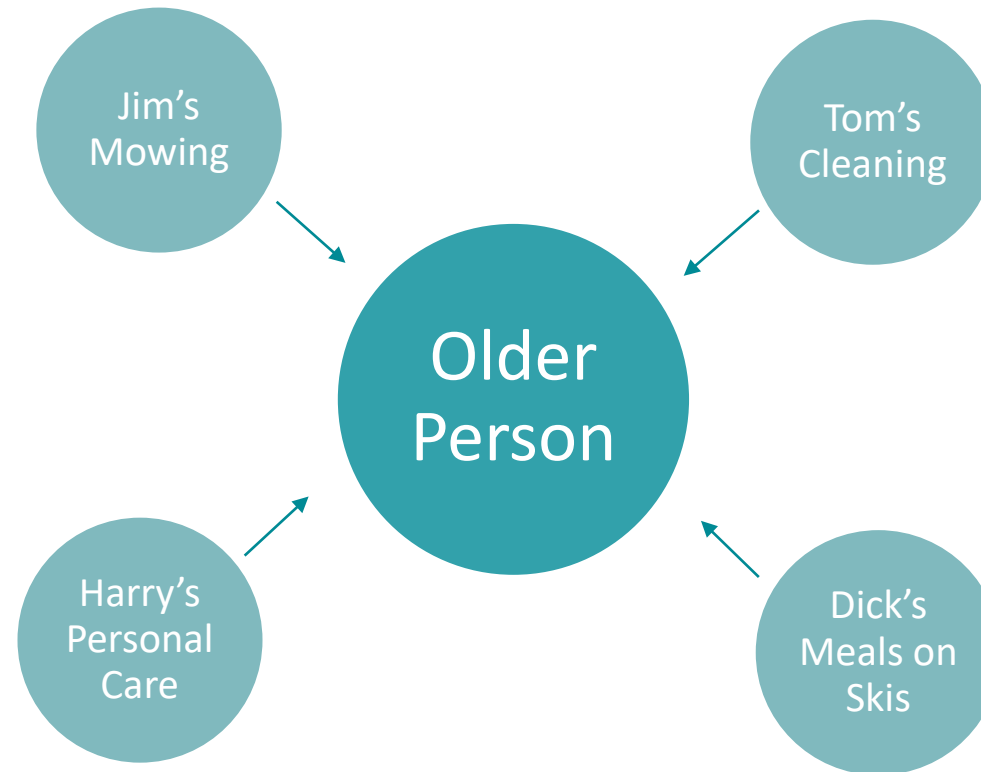 Jim’s
Mowing
Tom’s
Cleaning
Older
Person
Harry’s
Personal
Care
Dick’s
Meals on
Skis